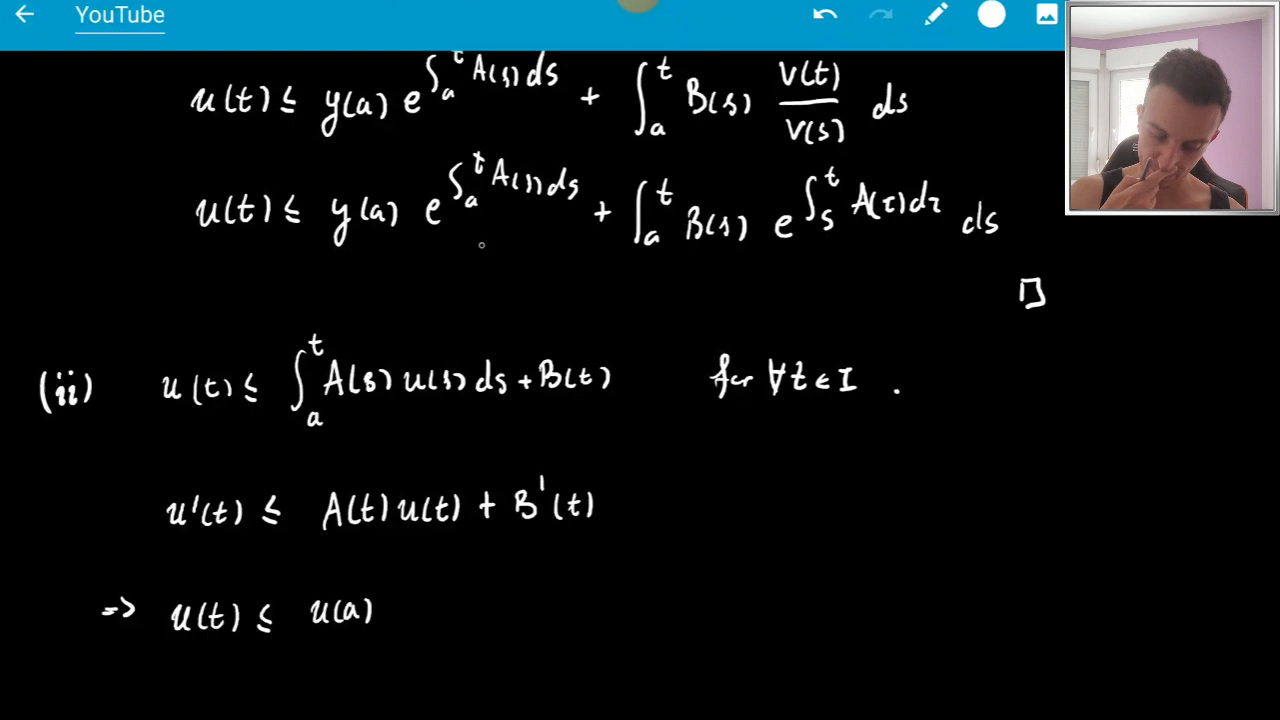 YouTube
u(t) ≤ y(a) e^{∫_a^t A(s)ds} + ∫_a^t B(s) v(t)/v(s) ds
u(t) ≤ y(a) e^{∫_a^t A(s)ds} + ∫_a^t B(s) e^{∫_s^t A(τ)dτ} ds
(ii) u(t) ≤ ∫_a^t A(s) u(s) ds + B(t) for ∀t ∈ I .
u'(t) ≤ A(t) u(t) + B'(t)
=> u(t) ≤ u(a)